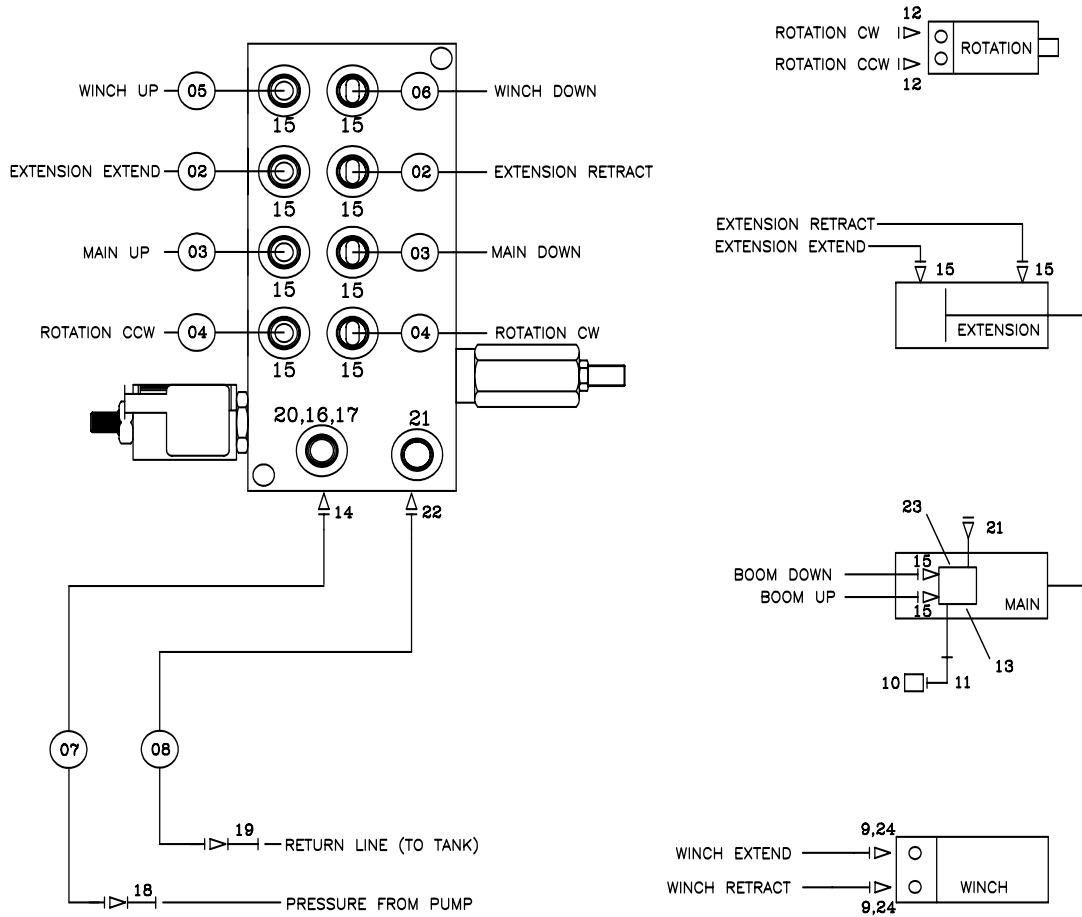 WINCH UP 05 06 WINCH DOWN
15 15
EXTENSION EXTEND 02 02 EXTENSION RETRACT
15 15
MAIN UP 03 03 MAIN DOWN
15 15
ROTATION CCW 04 04 ROTATION CW
15 15
20,16,17 21
14 22
07 08
19 RETURN LINE (TO TANK)
18 PRESSURE FROM PUMP
12
ROTATION CW
ROTATION
ROTATION CCW
12
EXTENSION RETRACT
EXTENSION EXTEND
15 15
EXTENSION
23
21
15
BOOM DOWN
BOOM UP
MAIN
15
13
10 11
9,24
WINCH EXTEND
WINCH RETRACT
WINCH
9,24